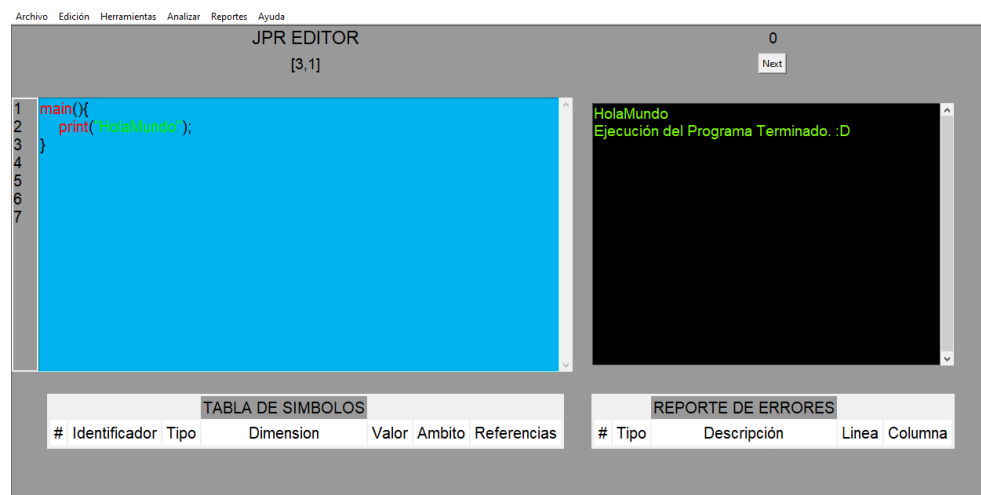 Archivo Edición Herramientas Analizar Reportes Ayuda
JPR EDITOR
[3,1]
0
Next
1 main(){
2 print("HolaMundo");
3 }
4
5
6
7
HolaMundo
Ejecución del Programa Terminado. :D
TABLA DE SIMBOLOS
# Identificador Tipo Dimension Valor Ambito Referencias
REPORTE DE ERRORES
# Tipo Descripción Linea Columna